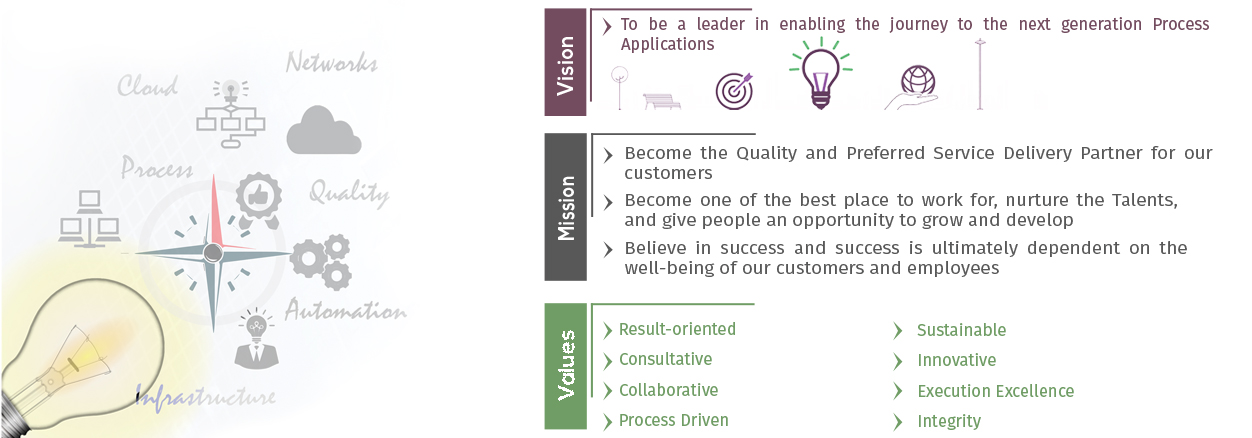 Networks
Cloud
Process
Quality
Automation
Infrastructure
Vision
To be a leader in enabling the journey to the next generation Process
Applications
Mission
Become the Quality and Preferred Service Delivery Partner for our
customers
Become one of the best place to work for, nurture the Talents,
and give people an opportunity to grow and develop
Believe in success and success is ultimately dependent on the
well-being of our customers and employees
Values
Result-oriented
Consultative
Collaborative
Process Driven
Sustainable
Innovative
Execution Excellence
Integrity